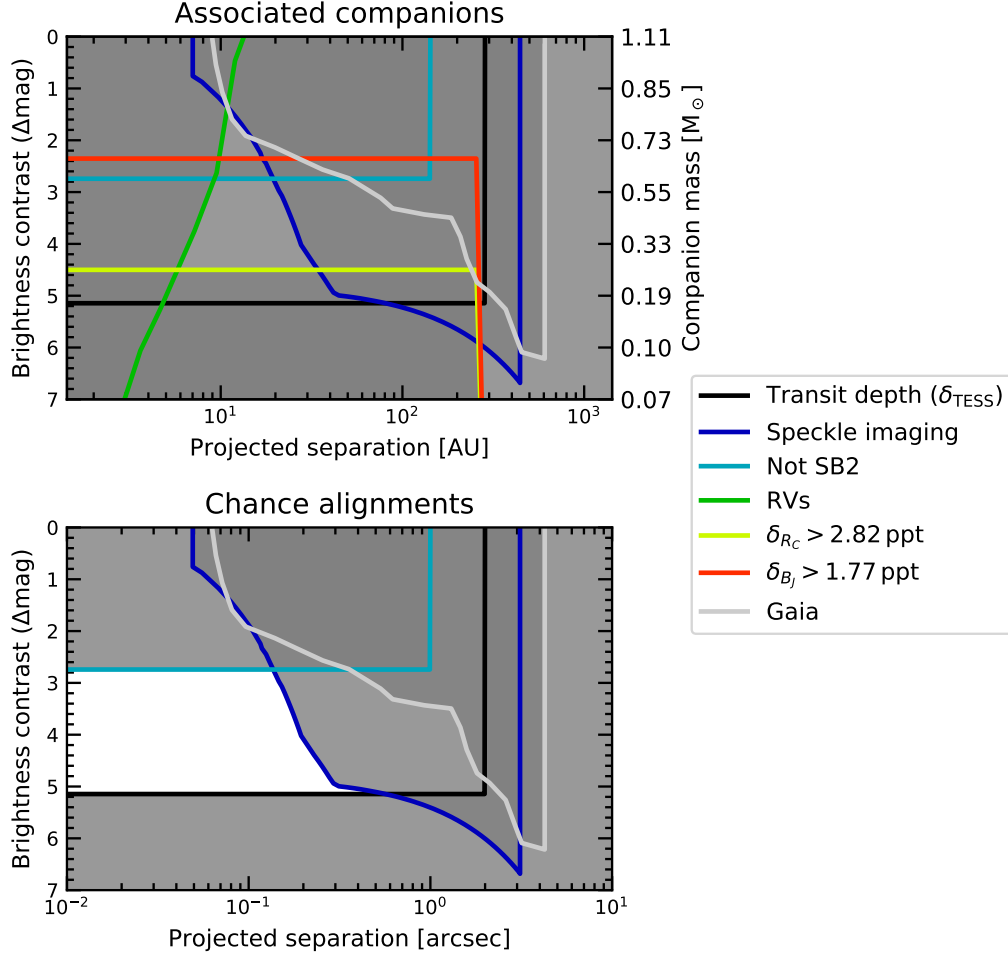 Associated companions
Brightness contrast (Δmag)
0
1
2
3
4
5
6
7
10¹
10²
10³
Projected separation [AU]
1.11
0.85
0.73
0.55
0.33
0.19
0.10
0.07
Companion mass [M⊙]
Transit depth (δTESS)
Speckle imaging
Not SB2
RVs
δRC > 2.82 ppt
δBJ > 1.77 ppt
Gaia
Chance alignments
Brightness contrast (Δmag)
0
1
2
3
4
5
6
7
10⁻²
10⁻¹
10⁰
10¹
Projected separation [arcsec]